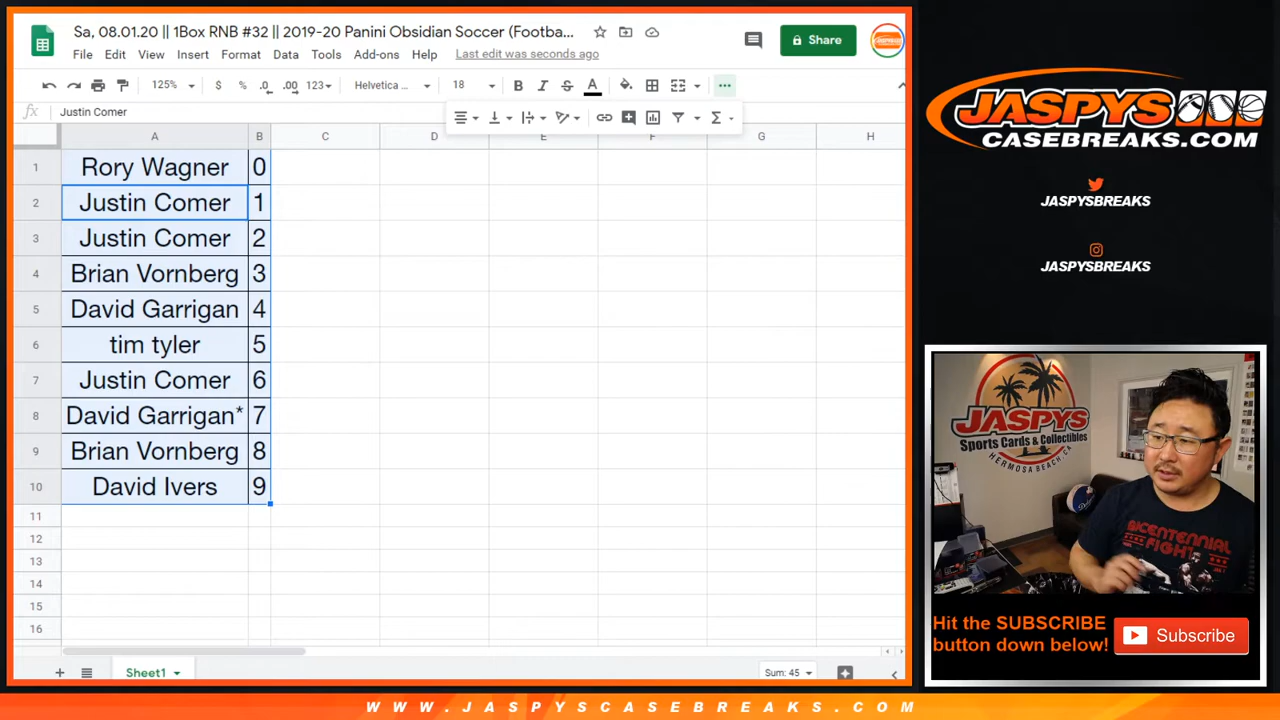 Sa, 08.01.20 || 1Box RNB #32 || 2019-20 Panini Obsidian Soccer (Footba...
File Edit View Insert Format Data Tools Add-ons Help Last edit was seconds ago
Share
125% $ % .0 .00 123 Helvetica ... 18 B I S A
fx Justin Comer
A B C D E F G H
1 Rory Wagner 0
2 Justin Comer 1
3 Justin Comer 2
4 Brian Vornberg 3
5 David Garrigan 4
6 tim tyler 5
7 Justin Comer 6
8 David Garrigan* 7
9 Brian Vornberg 8
10 David Ivers 9
11
12
13
14
15
16
Sheet1
Sum: 45
JASPYS
CASEBREAKS.COM
JASPYSBREAKS
JASPYSBREAKS
JASPYS
Sports Cards & Collectibles
HERMOSA BEACH, CA
BICENTENNIAL
FIGHT
Hit the SUBSCRIBE
button down below!
Subscribe
WWW.JASPYSCASEBREAKS.COM